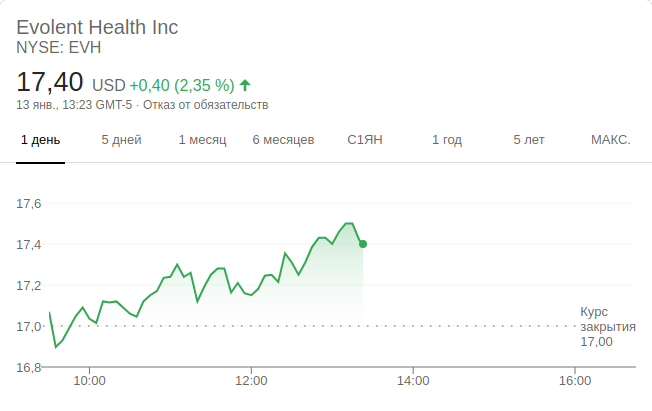 Evolent Health Inc
NYSE: EVH
17,40 USD +0,40 (2,35 %)
13 янв., 13:23 GMT-5 · Отказ от обязательств
1 день 5 дней 1 месяц 6 месяцев С1ЯН 1 год 5 лет МАКС.
17,6
17,4
17,2
17,0
16,8
Курс
закрытия
17,00
10:00 12:00 14:00 16:00